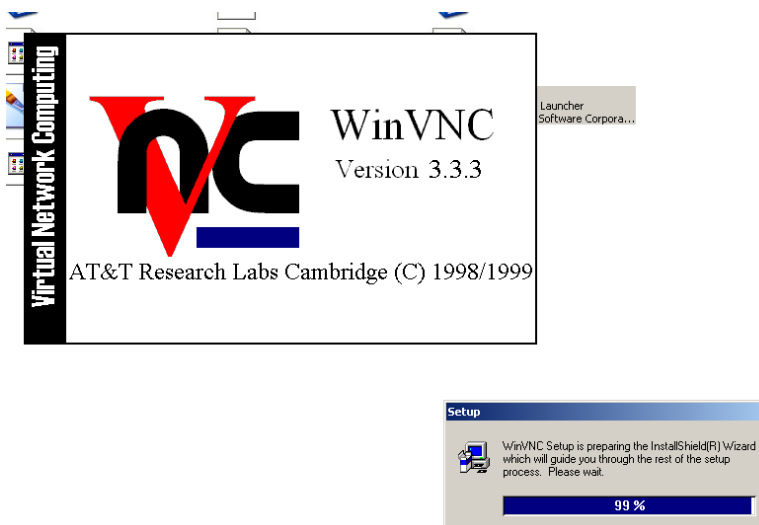 Virtual Network Computing
VNC
WinVNC
Version 3.3.3
AT&T Research Labs Cambridge (C) 1998/1999
Launcher
Software Corpora...
Setup
WinVNC Setup is preparing the InstallShield(R) Wizard
which will guide you through the rest of the setup
process. Please wait.
99 %